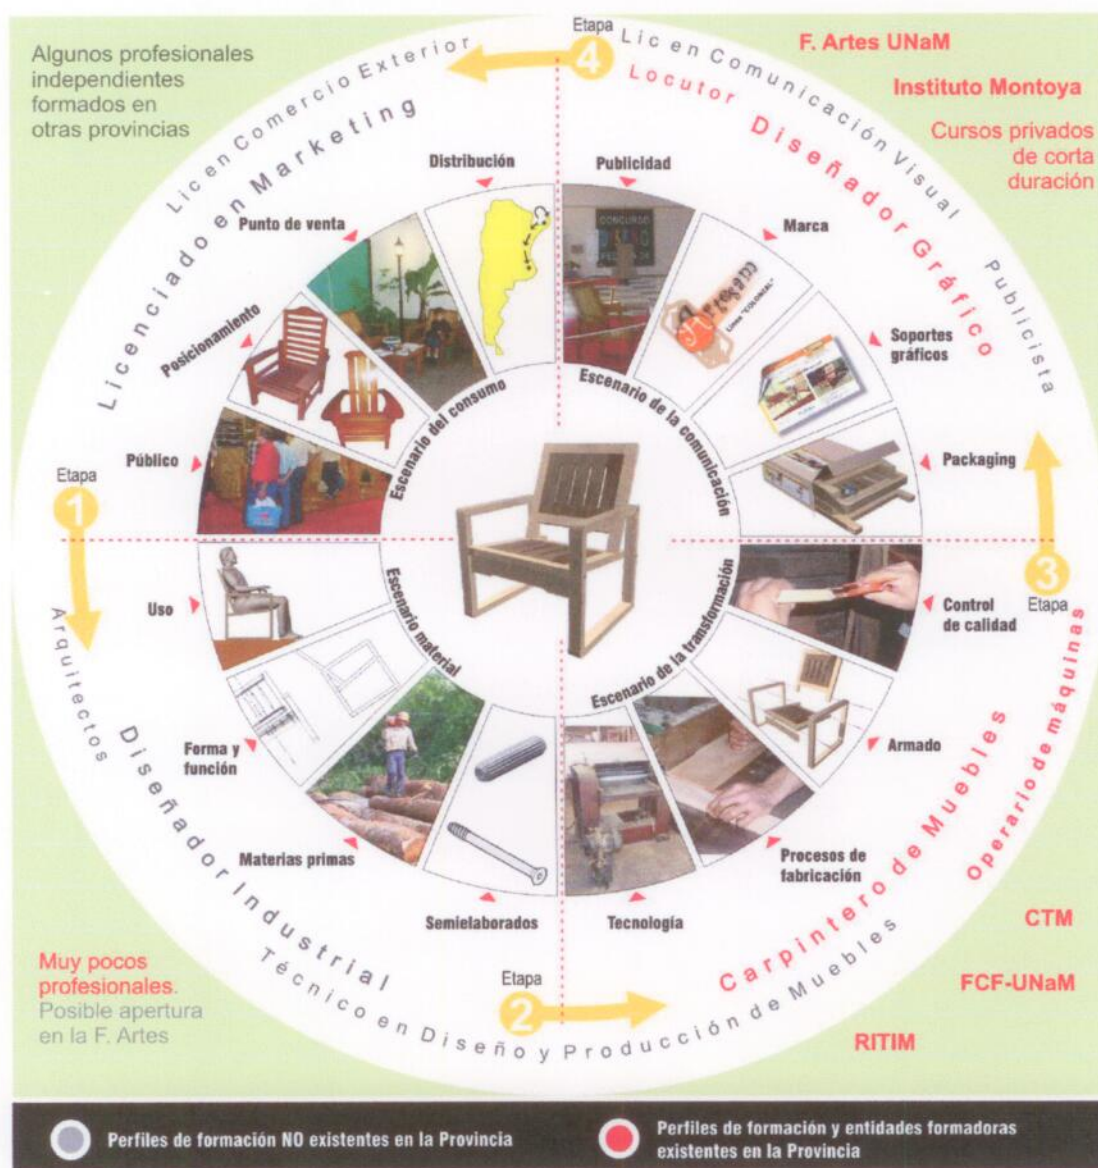 Algunos profesionales
independientes
formados en
otras provincias
Etapa
4
F. Artes UNaM
Instituto Montoya
Cursos privados
de corta
duración
Lic en Comercio Exterior
Licenciado en Marketing
Lic en Comunicación Visual
Locutor
Diseñador Gráfico
Publicista
Distribución
Publicidad
Punto de venta
Marca
CONCURSO
Artegam
Línea "COLONIAL"
Posicionamiento
Soportes
gráficos
Público
Packaging
Escenario del consumo
Escenario de la comunicación
Etapa
1
3
Etapa
Escenario material
Escenario de la transformación
Uso
Control
de calidad
Forma y
función
Armado
Materias primas
Procesos de
fabricación
Semielaborados
Tecnología
Arquitectos
Diseñador Industrial
Técnico en Diseño y Producción de Muebles
Carpintero de Muebles
Operario de máquinas
Etapa
2
Muy pocos
profesionales.
Posible apertura
en la F. Artes
CTM
FCF-UNaM
RITIM
Perfiles de formación NO existentes en la Provincia
Perfiles de formación y entidades formadoras
existentes en la Provincia